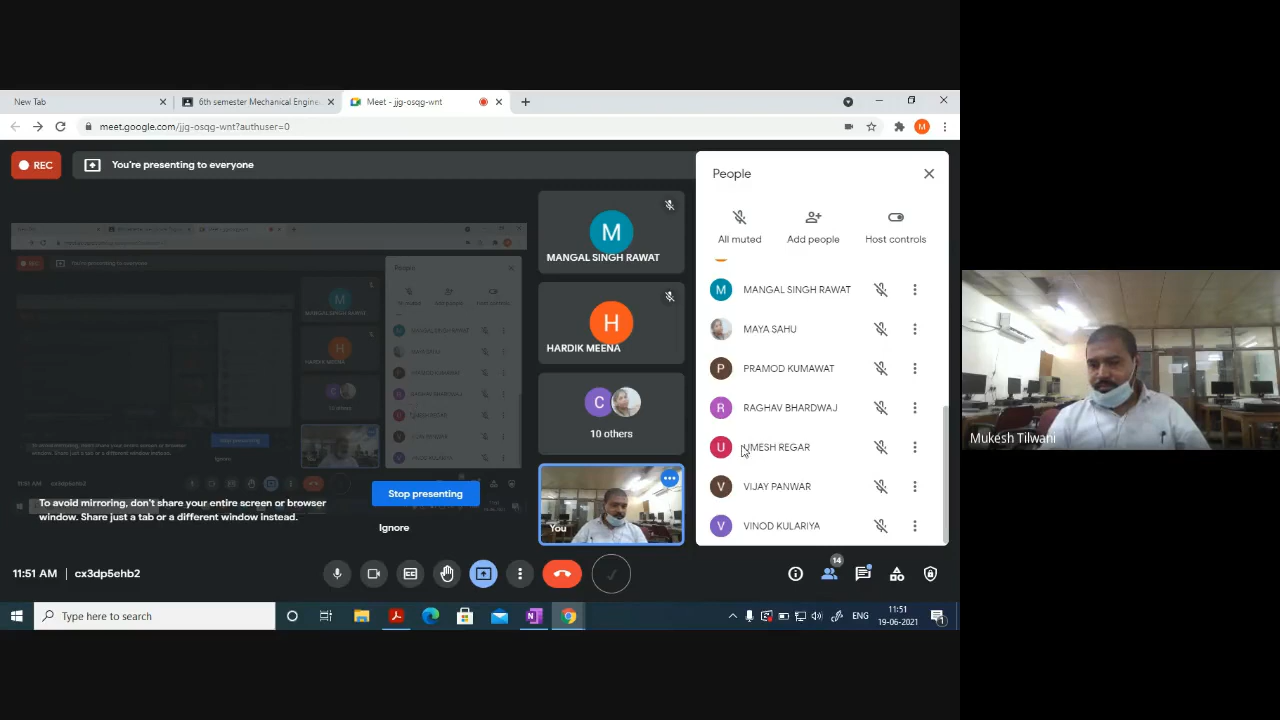 New Tab
6th semester Mechanical Engine
Meet - jjg-osqg-wnt
meet.google.com/jjg-osqg-wnt?authuser=0
M
REC
You're presenting to everyone
People
All muted
Add people
Host controls
M
MANGAL SINGH RAWAT
H
HARDIK MEENA
C
10 others
You
M MANGAL SINGH RAWAT
MAYA SAHU
P PRAMOD KUMAWAT
R RAGHAV BHARDWAJ
U UMESH REGAR
V VIJAY PANWAR
V VINOD KULARIYA
To avoid mirroring, don't share your entire screen or browser
window. Share just a tab or a different window instead.
Stop presenting
Ignore
11:51 AM | cx3dp5ehb2
14
Type here to search
ENG
11:51
19-06-2021
1
Mukesh Tilwani